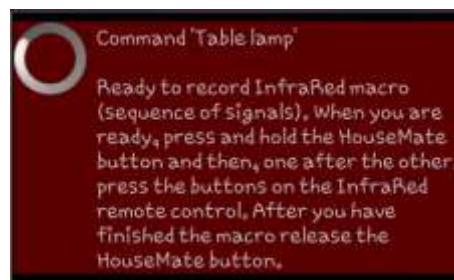 Command 'Table lamp'
Ready to record InfraRed macro
(sequence of signals). When you are
ready, press and hold the HouseMate
button and then, one after the other
press the buttons on the InfraRed
remote control. After you have
finished the macro release the
HouseMate button.